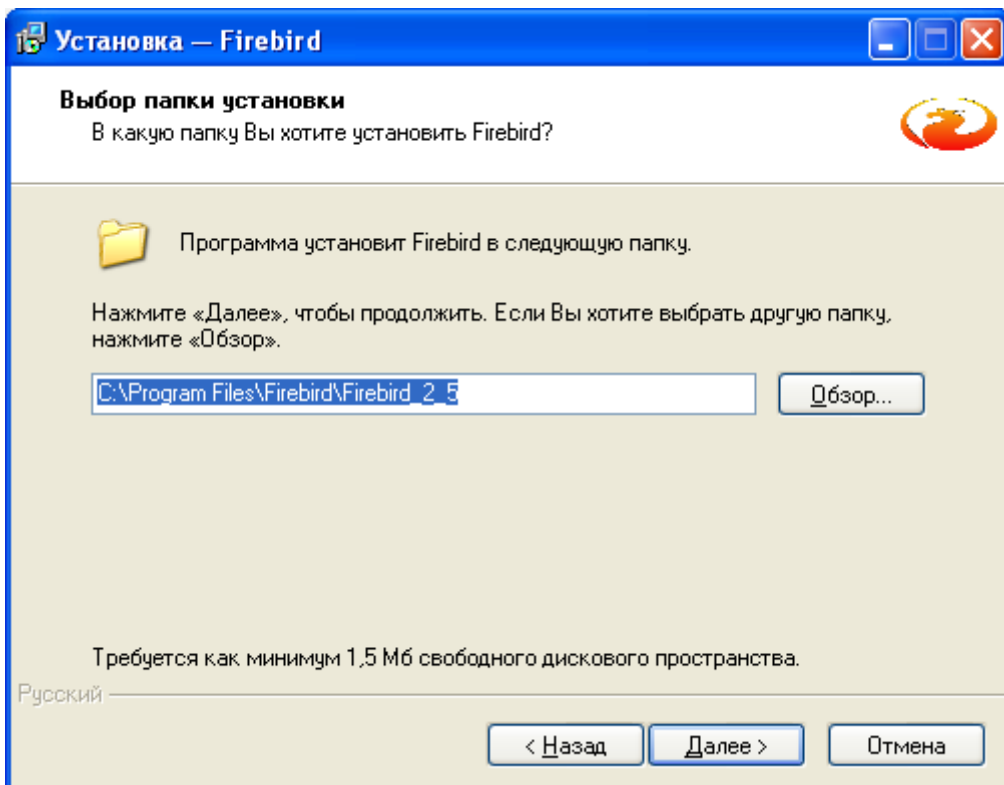 Установка — Firebird
Выбор папки установки
В какую папку Вы хотите установить Firebird?
Программа установит Firebird в следующую папку.
Нажмите «Далее», чтобы продолжить. Если Вы хотите выбрать другую папку,
нажмите «Обзор».
C:\Program Files\Firebird\Firebird_2_5
Обзор...
Требуется как минимум 1,5 Мб свободного дискового пространства.
Русский
< Назад
Далее >
Отмена